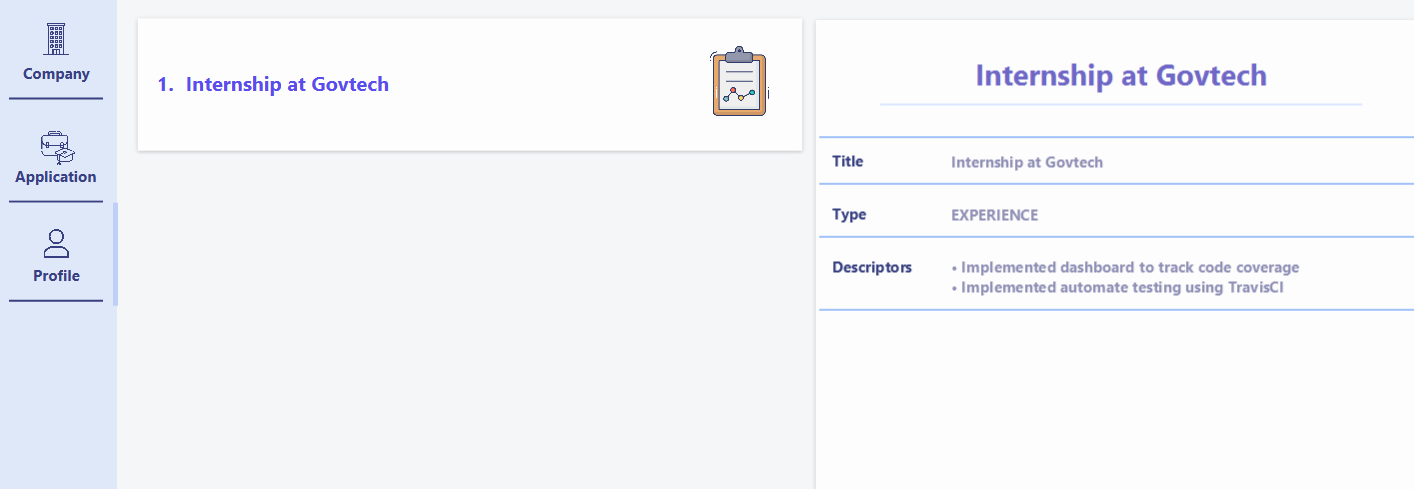 Company
Application
Profile
1. Internship at Govtech
Internship at Govtech
Title Internship at Govtech
Type EXPERIENCE
Descriptors • Implemented dashboard to track code coverage
• Implemented automate testing using TravisCI